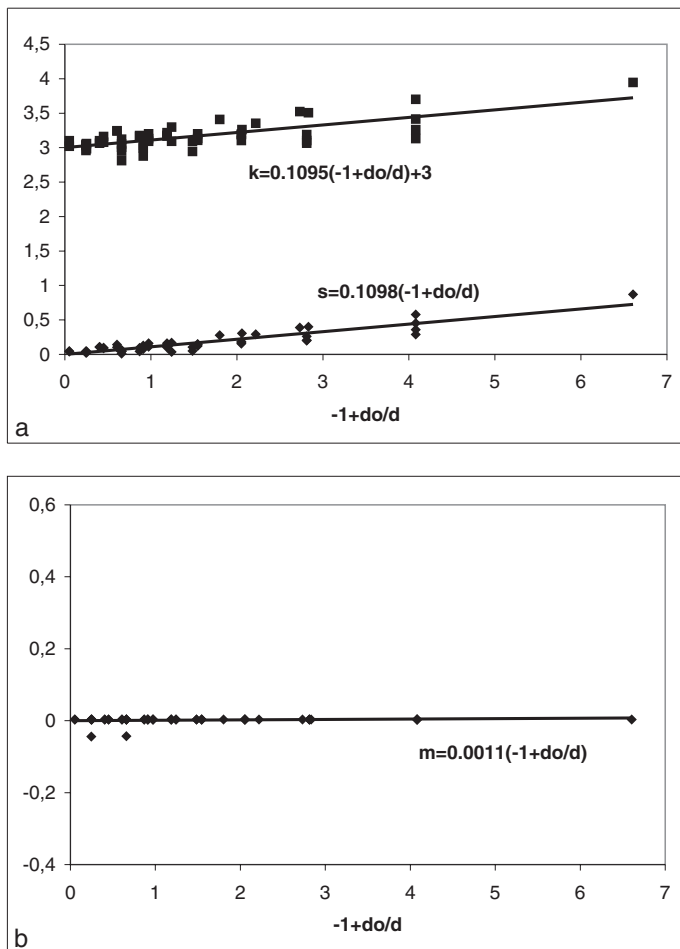 4,5
4
3,5
3
2,5
2
1,5
1
0,5
0
k=0.1095(-1+do/d)+3
s=0.1098(-1+do/d)
0 1 2 3 4 5 6 7
-1+do/d
a
0,6
0,4
0,2
0
-0,2
-0,4
m=0.0011(-1+do/d)
0 1 2 3 4 5 6 7
-1+do/d
b